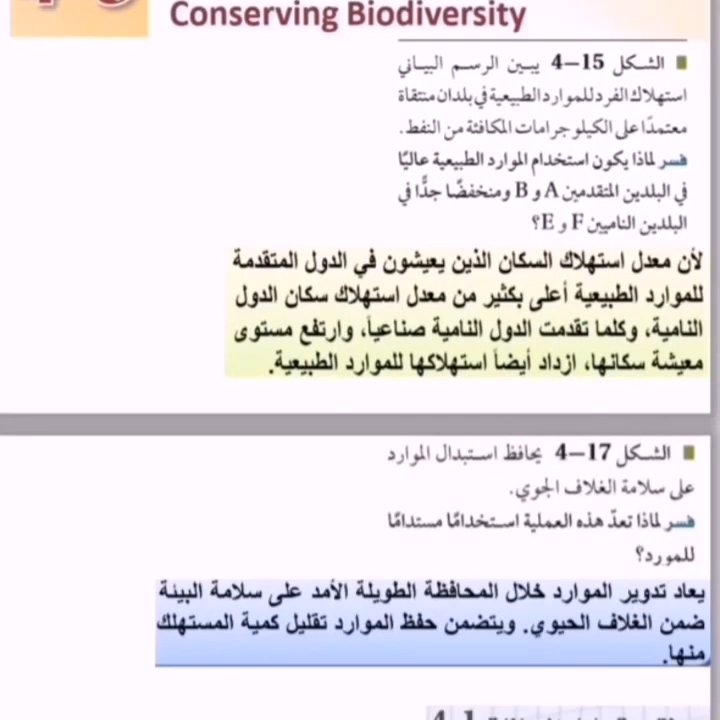 Conserving Biodiversity
الشكل 15–4 يبين الرسم البياني
استهلاك الفرد للموارد الطبيعية في بلدان منتقاة
معتمدًا على الكيلوجرامات المكافئة من النفط.
فسر لماذا يكون استخدام الموارد الطبيعية عاليًا
في البلدين المتقدمين A و B ومنخفضًا جدًّا في
البلدين الناميين F و E؟
لأن معدل استهلاك السكان الذين يعيشون في الدول المتقدمة
للموارد الطبيعية أعلى بكثير من معدل استهلاك سكان الدول
النامية، وكلما تقدمت الدول النامية صناعياً، وارتفع مستوى
معيشة سكانها، ازداد أيضاً استهلاكها للموارد الطبيعية.
الشكل 17–4 يحافظ استبدال الموارد
على سلامة الغلاف الجوي.
فسر لماذا تعدّ هذه العملية استخدامًا مستدامًا
للمورد؟
يعاد تدوير الموارد خلال المحافظة الطويلة الأمد على سلامة البيئة
ضمن الغلاف الحيوي. ويتضمن حفظ الموارد تقليل كمية المستهلك
منها.